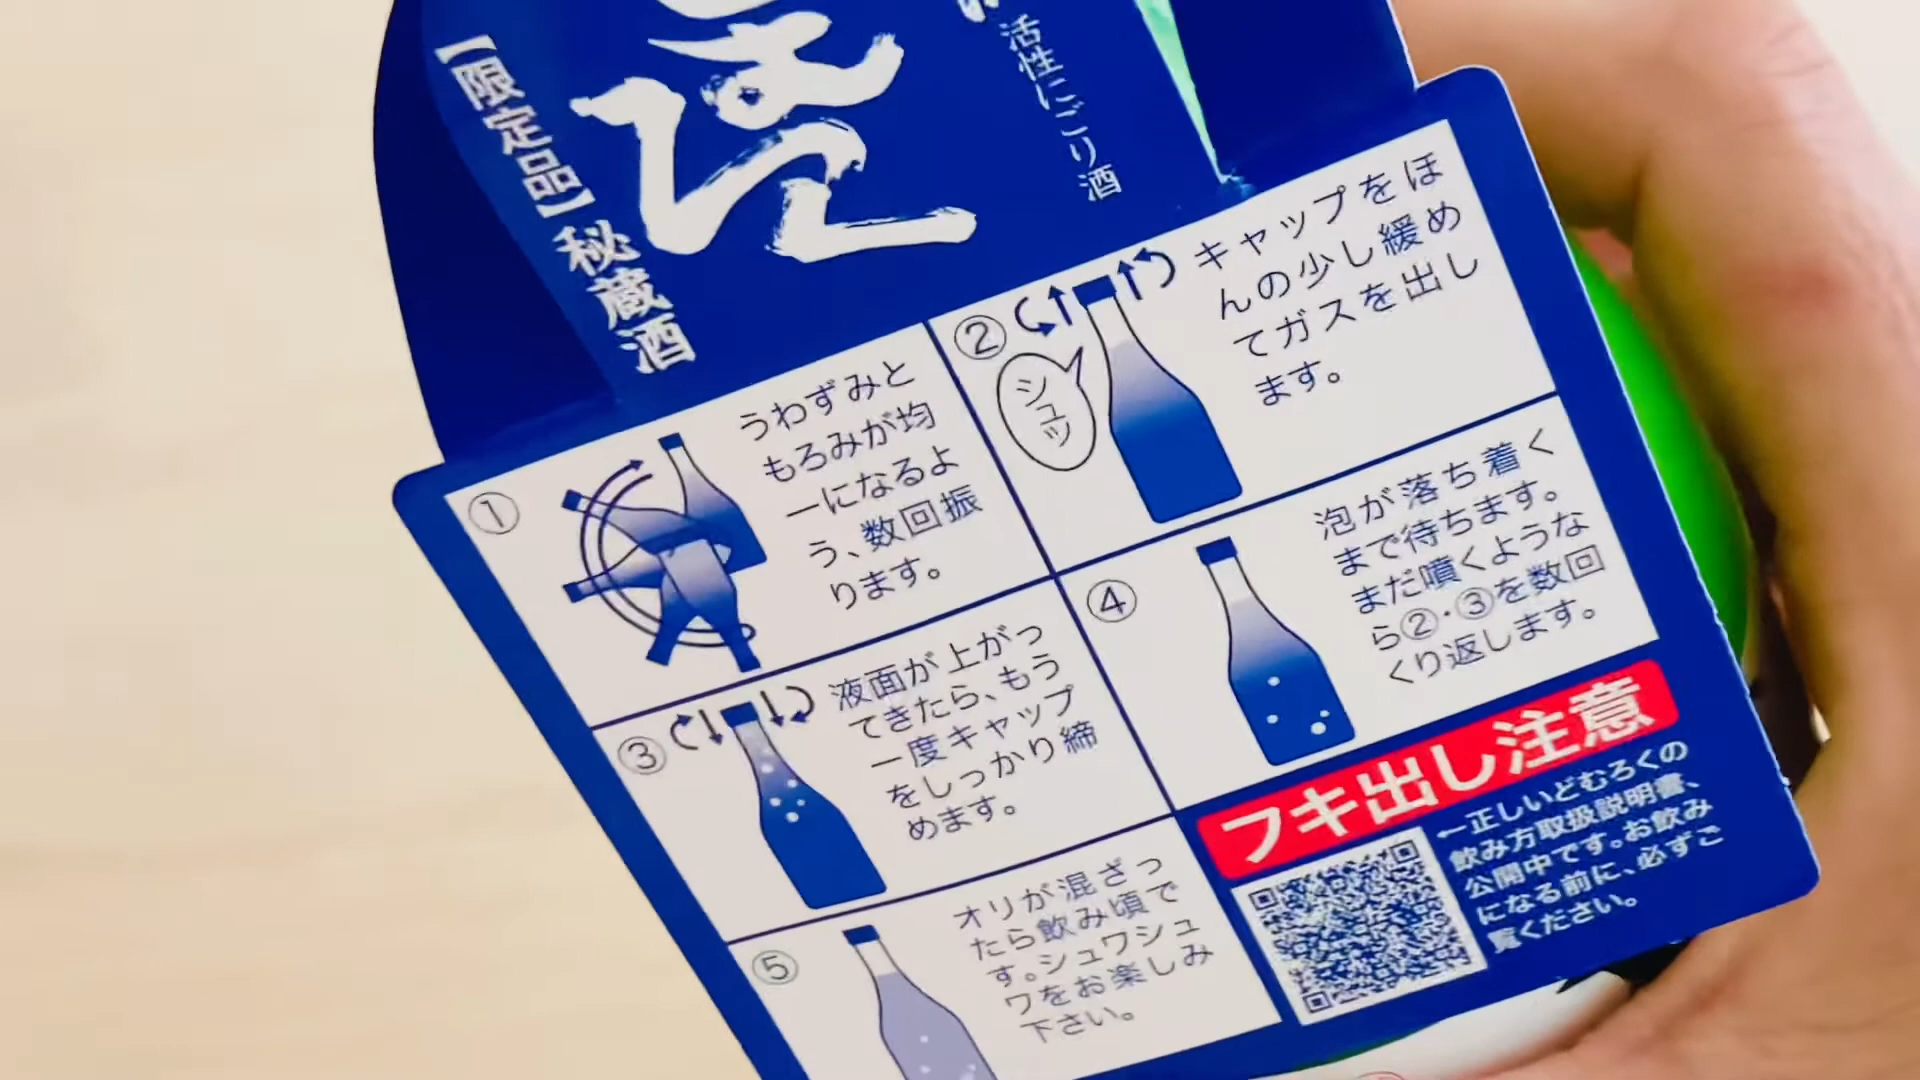 【限定品】秘蔵酒
活性にごり酒
①
うわずみと
もろみが均
一になるよ
う、数回振
ります。
②
シュッ
キャップをほ
んの少し緩め
てガスを出し
ます。
③
液面が上がっ
てきたら、もう
一度キャップ
をしっかり締
めます。
④
泡が落ち着く
まで待ちます。
まだ噴くような
ら②・③を数回
くり返します。
⑤
オリが混ざっ
たら飲み頃で
す。シュワシュ
ワをお楽しみ
下さい。
フキ出し注意
←正しいどむろくの
飲み方取扱説明書、
公開中です。お飲み
になる前に、必ずご
覧ください。